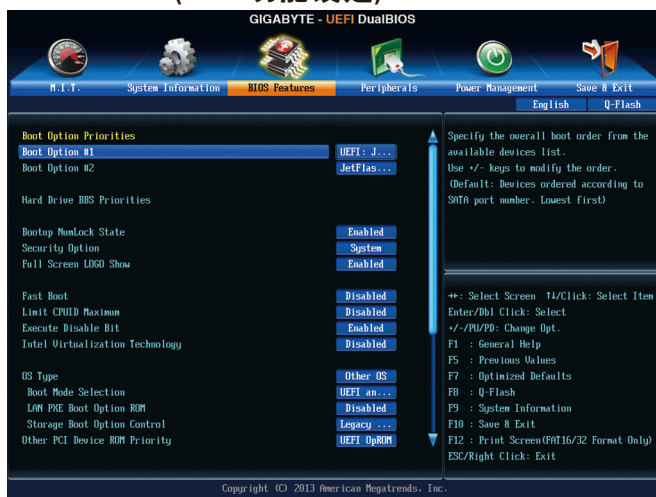 GIGABYTE - UEFI DualBIOS
M.I.T. System Information BIOS Features Peripherals Power Management Save & Exit
English Q-Flash
Boot Option Priorities
Boot Option #1 UEFI: J...
Boot Option #2 JetFlas...
Hard Drive BBS Priorities
Bootup NumLock State Enabled
Security Option System
Full Screen LOGO Show Enabled
Fast Boot Disabled
Limit CPUID Maximum Disabled
Execute Disable Bit Enabled
Intel Virtualization Technology Disabled
OS Type Other OS
Boot Mode Selection UEFI an...
LAN PXE Boot Option ROM Disabled
Storage Boot Option Control Legacy ...
Other PCI Device ROM Priority UEFI OpROM
Specify the overall boot order from the
available devices list.
Use +/- keys to modify the order.
(Default: Devices ordered according to
SATA port number. Lowest first)
→←: Select Screen ↑↓/Click: Select Item
Enter/Dbl Click: Select
+/-/PU/PD: Change Opt.
F1 : General Help
F5 : Previous Values
F7 : Optimized Defaults
F8 : Q-Flash
F9 : System Information
F10 : Save & Exit
F12 : Print Screen(FAT16/32 Format Only)
ESC/Right Click: Exit
Copyright (C) 2013 American Megatrends, Inc.